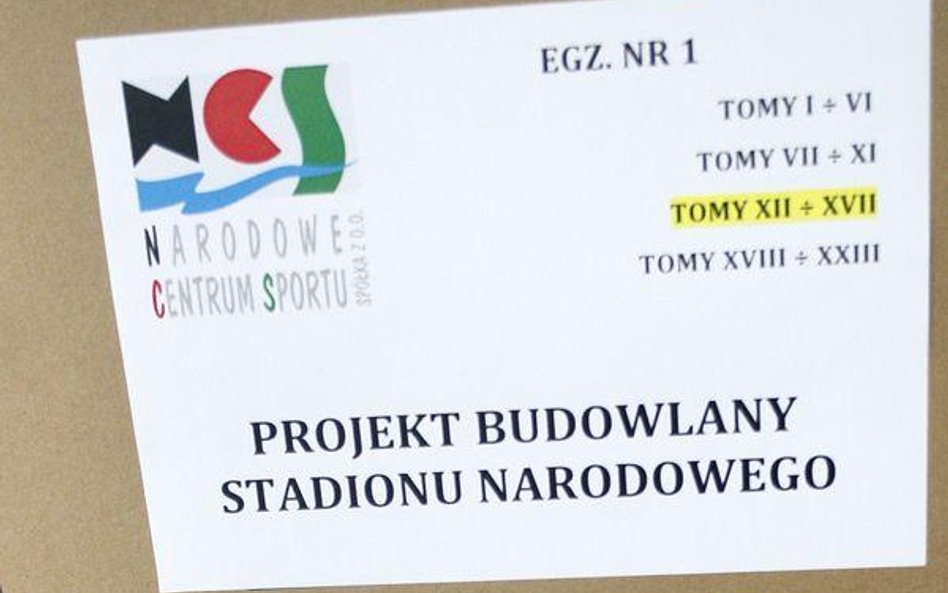 NCS
NARODOWE
CENTRUM SPORTU
SPÓŁKA Z O.O.
EGZ. NR 1
TOMY I ÷ VI
TOMY VII ÷ XI
TOMY XII ÷ XVII
TOMY XVIII ÷ XXIII
PROJEKT BUDOWLANY
STADIONU NARODOWEGO